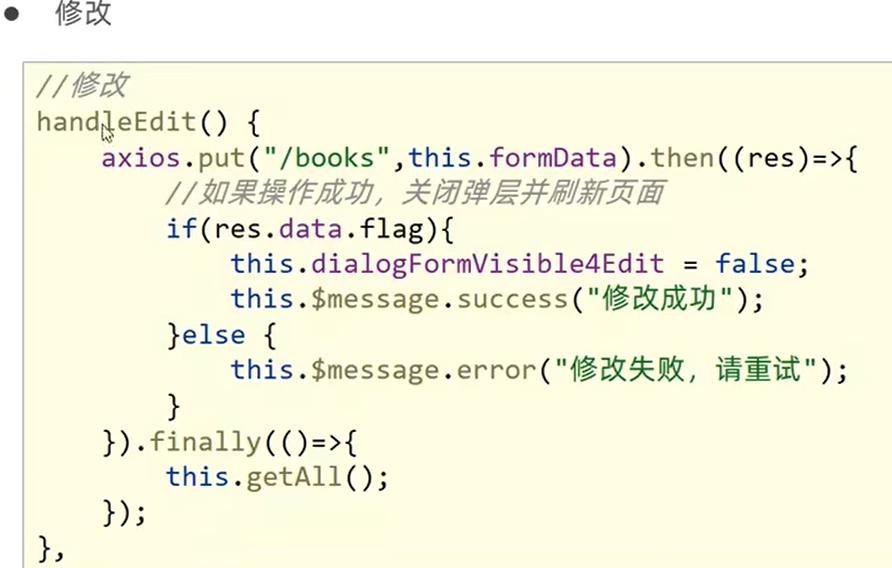 ● 修改
//修改
handleEdit() {
    axios.put("/books",this.formData).then((res)=>{
        //如果操作成功，关闭弹层并刷新页面
        if(res.data.flag){
            this.dialogFormVisible4Edit = false;
            this.$message.success("修改成功");
        }else {
            this.$message.error("修改失败，请重试");
        }
    }).finally(()=>{
        this.getAll();
    });
},